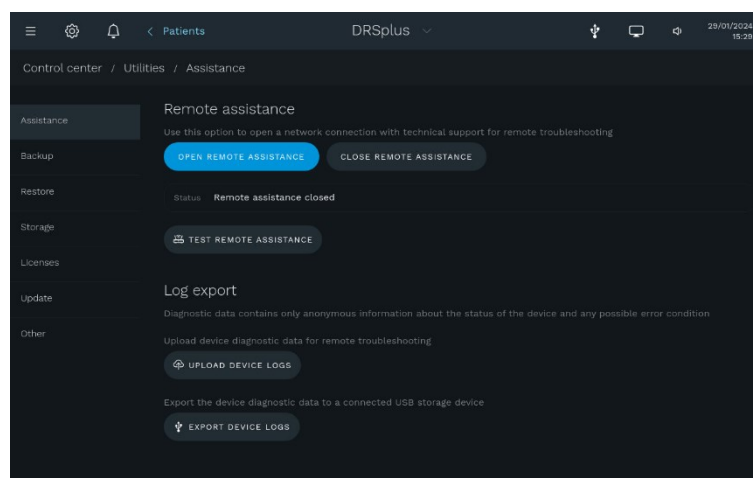 Patients
DRSplus
29/01/2024
15:29
Control center / Utilities / Assistance
Assistance
Backup
Restore
Storage
Licenses
Update
Other
Remote assistance
Use this option to open a network connection with technical support for remote troubleshooting
OPEN REMOTE ASSISTANCE
CLOSE REMOTE ASSISTANCE
Status Remote assistance closed
TEST REMOTE ASSISTANCE
Log export
Diagnostic data contains only anonymous information about the status of the device and any possible error condition
Upload device diagnostic data for remote troubleshooting
UPLOAD DEVICE LOGS
Export the device diagnostic data to a connected USB storage device
EXPORT DEVICE LOGS